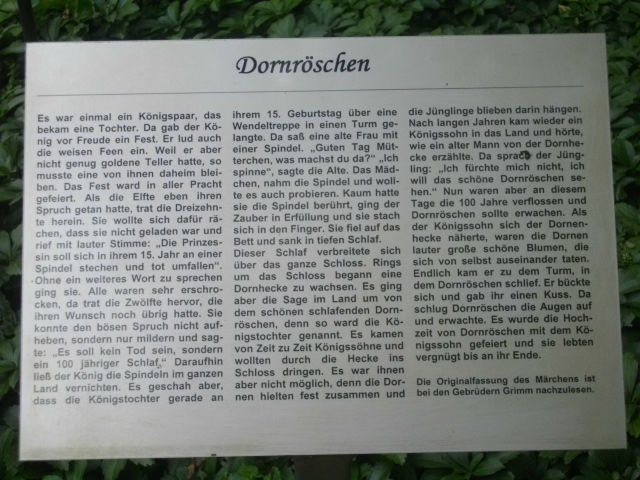 Dornröschen
Es war einmal ein Königspaar, das
bekam eine Tochter. Da gab der Kö-
nig vor Freude ein Fest. Er lud auch
die weisen Feen ein. Weil er aber
nicht genug goldene Teller hatte, so
musste eine von ihnen daheim blei-
ben. Das Fest ward in aller Pracht
gefeiert. Als die Elfte eben ihren
Spruch getan hatte, trat die Dreizehn-
te herein. Sie wollte sich dafür rä-
chen, dass sie nicht geladen war und
rief mit lauter Stimme: „Die Prinzes-
sin soll sich in ihrem 15. Jahr an einer
Spindel stechen und tot umfallen“.
Ohne ein weiteres Wort zu sprechen
ging sie. Alle waren sehr erschro-
cken, da trat die Zwölfte hervor, die
ihren Wunsch noch übrig hatte. Sie
konnte den bösen Spruch nicht auf-
heben, sondern nur mildern und sag-
te: „Es soll kein Tod sein, sondern
ein 100 jähriger Schlaf.“ Daraufhin
ließ der König die Spindeln im ganzen
Land vernichten. Es geschah aber,
dass die Königstochter gerade an
ihrem 15. Geburtstag über eine
Wendeltreppe in einen Turm ge-
langte. Da saß eine alte Frau mit
einer Spindel. „Guten Tag Müt-
terchen, was machst du da?“ „Ich
spinne“, sagte die Alte. Das Mäd-
chen, nahm die Spindel und woll-
te es auch probieren. Kaum hatte
sie die Spindel berührt, ging der
Zauber in Erfüllung und sie stach
sich in den Finger. Sie fiel auf das
Bett und sank in tiefen Schlaf.
Dieser Schlaf verbreitete sich
über das ganze Schloss. Rings
um das Schloss begann eine
Dornhecke zu wachsen. Es ging
aber die Sage im Land um von
dem schönen schlafenden Dorn-
röschen, denn so ward die Kö-
nigstochter genannt. Es kamen
von Zeit zu Zeit Königssöhne und
wollten durch die Hecke ins
Schloss dringen. Es war ihnen
aber nicht möglich, denn die Dor-
nen hielten fest zusammen und
die Jünglinge blieben darin hängen.
Nach langen Jahren kam wieder ein
Königssohn in das Land und hörte,
wie ein alter Mann von der Dornhe-
cke erzählte. Da sprach der Jüng-
ling: „Ich fürchte mich nicht, ich
will das schöne Dornröschen se-
hen.“ Nun waren aber an diesem
Tage die 100 Jahre verflossen und
Dornröschen sollte erwachen. Als
der Königssohn sich der Dornen-
hecke näherte, waren die Dornen
lauter große schöne Blumen, die
sich von selbst auseinander taten.
Endlich kam er zu dem Turm, in
dem Dornröschen schlief. Er bückte
sich und gab ihr einen Kuss. Da
schlug Dornröschen die Augen auf
und erwachte. Es wurde die Hoch-
zeit von Dornröschen mit dem Kö-
nigssohn gefeiert und sie lebten
vergnügt bis an ihr Ende.
Die Originalfassung des Märchens ist
bei den Gebrüdern Grimm nachzulesen.